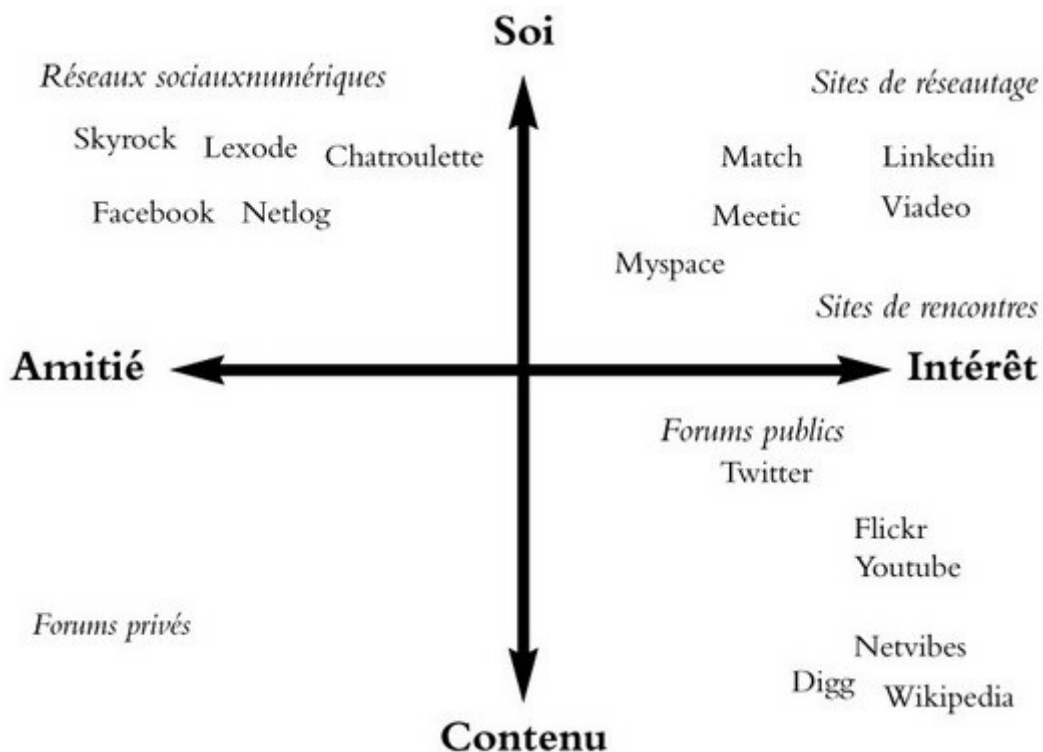 Soi
Réseaux sociauxnumériques
Sites de réseautage
Skyrock Lexode Chatroulette
Match Linkedin
Facebook Netlog
Meetic Viadeo
Myspace
Sites de rencontres
Amitié
Intérêt
Forums publics
Twitter
Flickr
Youtube
Forums privés
Netvibes
Digg Wikipedia
Contenu